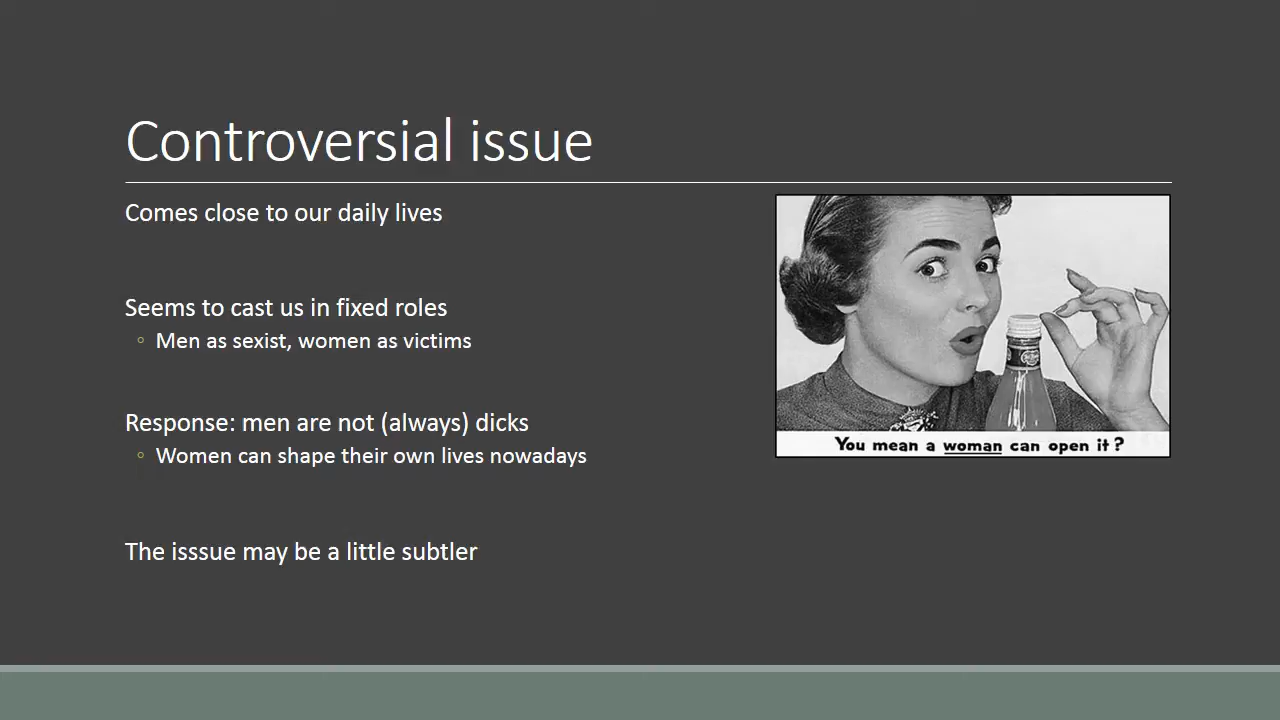 Controversial issue
Comes close to our daily lives
Seems to cast us in fixed roles
◦ Men as sexist, women as victims
Response: men are not (always) dicks
◦ Women can shape their own lives nowadays
The isssue may be a little subtler
You mean a woman can open it?